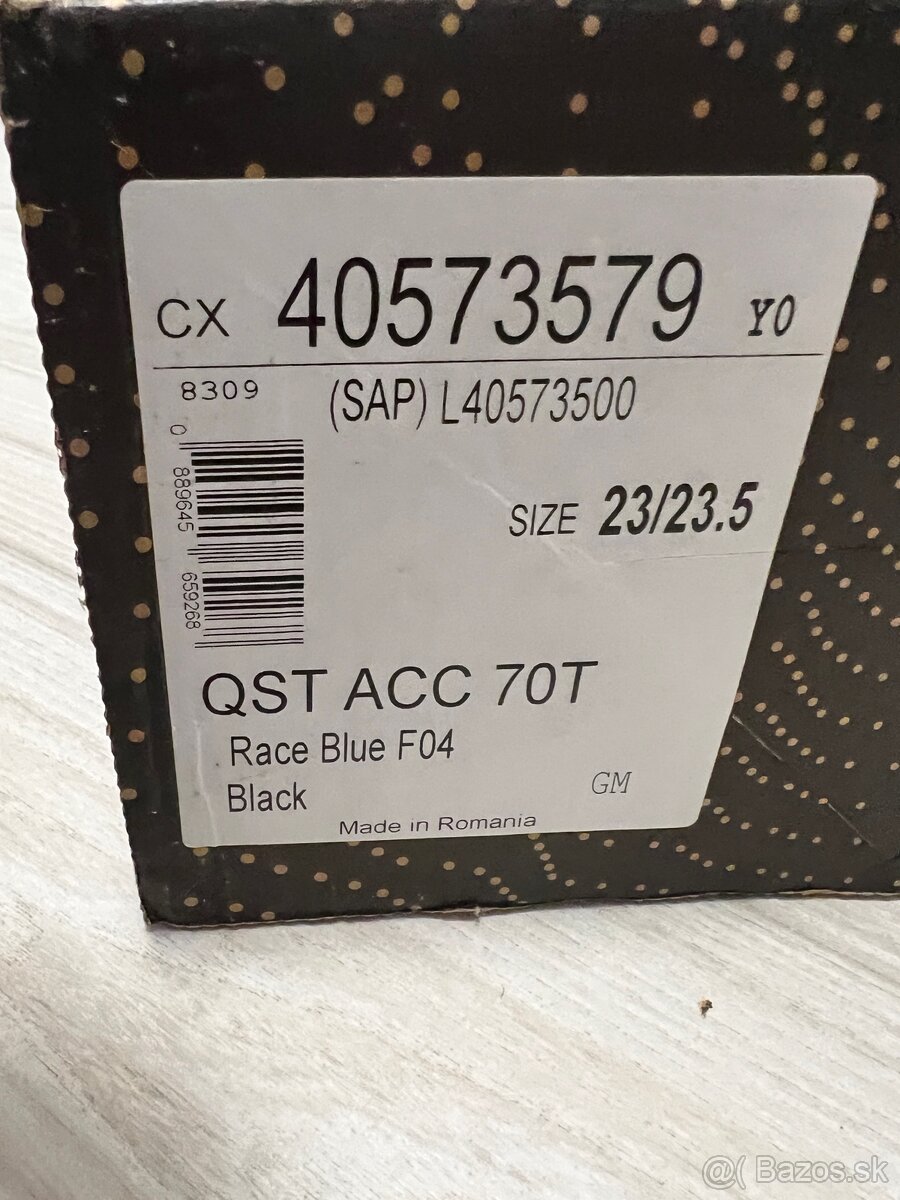 CX 40573579 Y0
8309 (SAP) L40573500
0 889645 659268
SIZE 23/23.5
QST ACC 70T
Race Blue F04
Black GM
Made in Romania
@( Bazos.sk